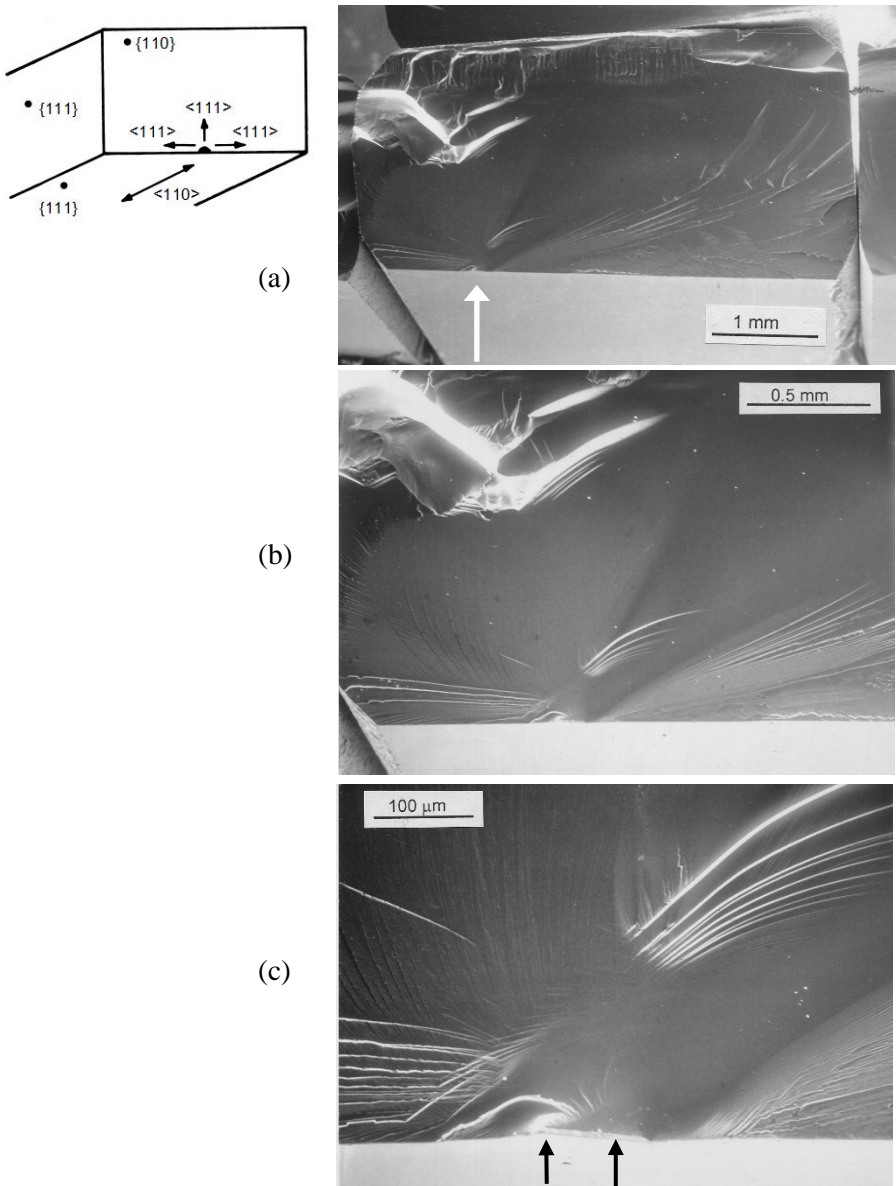 {110}
{111}
<111>
<111> <111>
<110>
{111}
(a)
1 mm
(b)
0.5 mm
(c)
100 μm